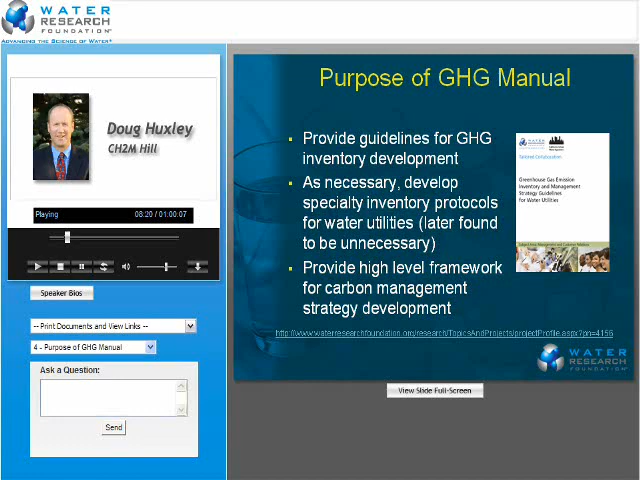 WATER
RESEARCH
FOUNDATION
ADVANCING THE SCIENCE OF WATER
Doug Huxley
CH2M Hill
Playing
08:20 / 01:00:07
Speaker Bios
-- Print Documents and View Links --
4 - Purpose of GHG Manual
Ask a Question:
Send
Purpose of GHG Manual
Provide guidelines for GHG
inventory development
As necessary, develop
specialty inventory protocols
for water utilities (later found
to be unnecessary)
Provide high level framework
for carbon management
strategy development
Tailored Collaboration
Greenhouse Gas Emission
Inventory and Management
Strategy Guidelines
for Water Utilities
http://www.waterresearchfoundation.org/research/TopicsAndProjects/projectProfile.aspx?pn=4156
WATER
RESEARCH
FOUNDATION
View Slide Full-Screen